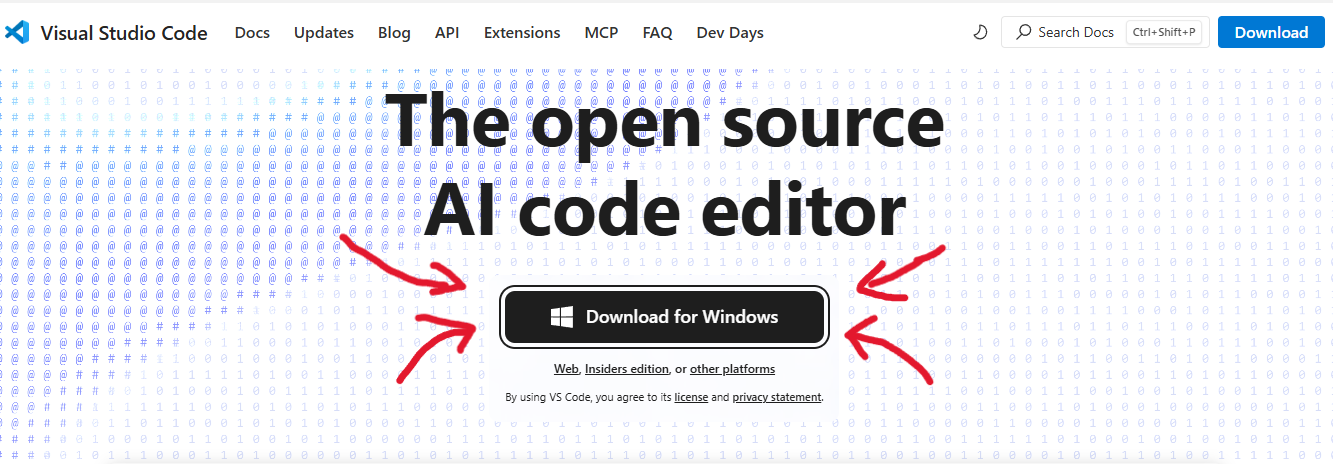 Visual Studio Code Docs Updates Blog API Extensions MCP FAQ Dev Days Search Docs Ctrl+Shift+P Download
The open source
AI code editor
Download for Windows
Web, Insiders edition, or other platforms
By using VS Code, you agree to its license and privacy statement.